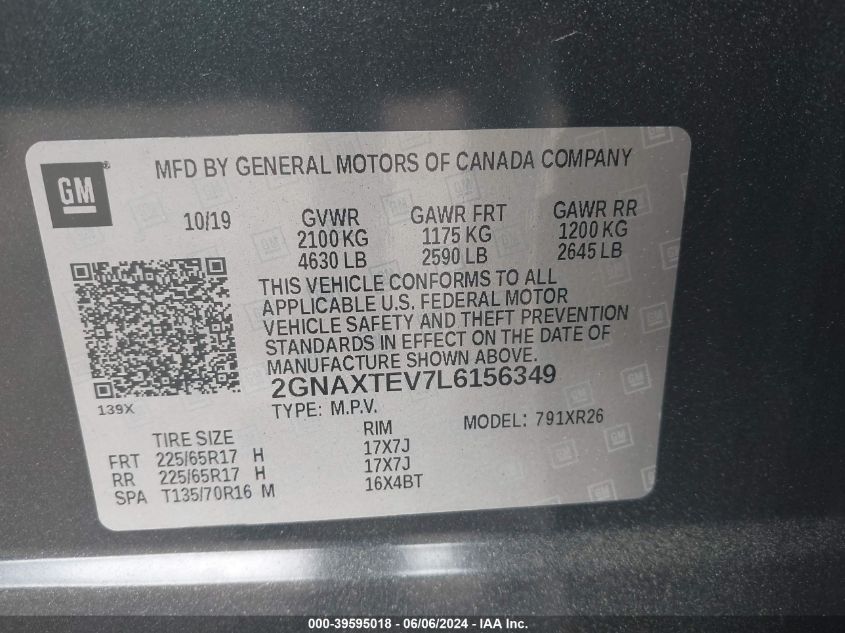 GM
MFD BY GENERAL MOTORS OF CANADA COMPANY
10/19 GVWR GAWR FRT GAWR RR
2100 KG 1175 KG 1200 KG
4630 LB 2590 LB 2645 LB
THIS VEHICLE CONFORMS TO ALL
APPLICABLE U.S. FEDERAL MOTOR
VEHICLE SAFETY AND THEFT PREVENTION
STANDARDS IN EFFECT ON THE DATE OF
MANUFACTURE SHOWN ABOVE.
2GNAXTEV7L6156349
139X
TYPE: M.P.V. MODEL: 791XR26
TIRE SIZE RIM
FRT 225/65R17 H 17X7J
RR 225/65R17 H 17X7J
SPA T135/70R16 M 16X4BT
000-39595018 - 06/06/2024 - IAA Inc.